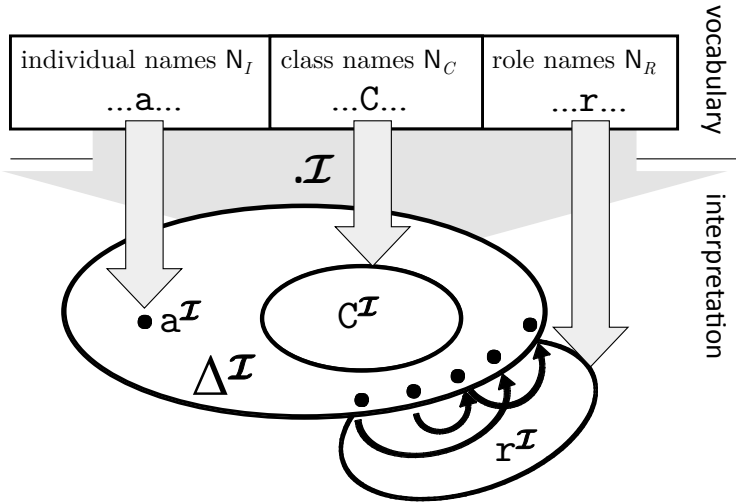 individual names N_I
class names N_C
role names N_R
...a...
...C...
...r...
vocabulary
.ℐ
interpretation
a^ℐ
C^ℐ
Δ^ℐ
r^ℐ